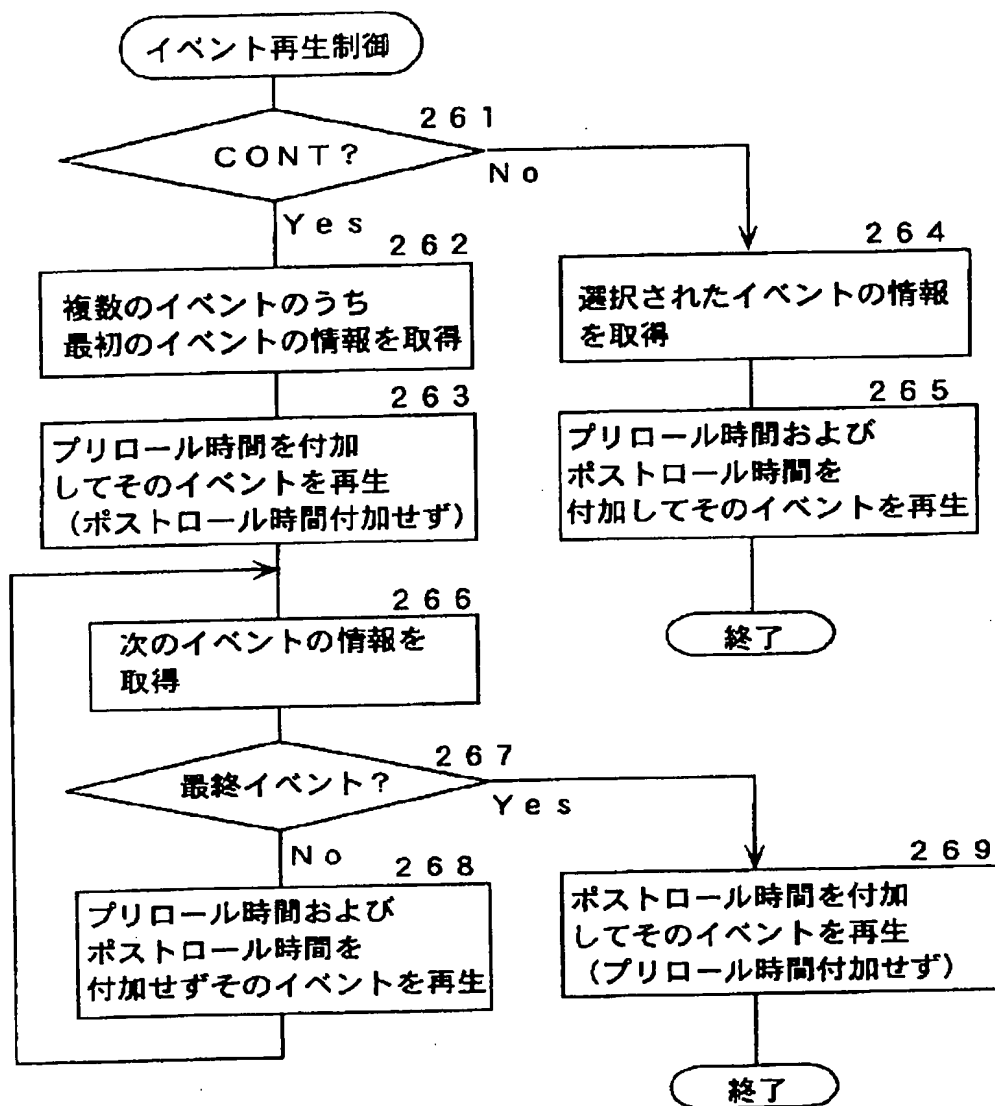 イベント再生制御
261
CONT?
No
Yes
262
複数のイベントのうち
最初のイベントの情報を取得
264
選択されたイベントの情報
を取得
263
プリロール時間を付加
してそのイベントを再生
(ポストロール時間付加せず)
265
プリロール時間および
ポストロール時間を
付加してそのイベントを再生
終了
266
次のイベントの情報を
取得
267
最終イベント?
Yes
No
268
プリロール時間および
ポストロール時間を
付加せずそのイベントを再生
269
ポストロール時間を付加
してそのイベントを再生
(プリロール時間付加せず)
終了